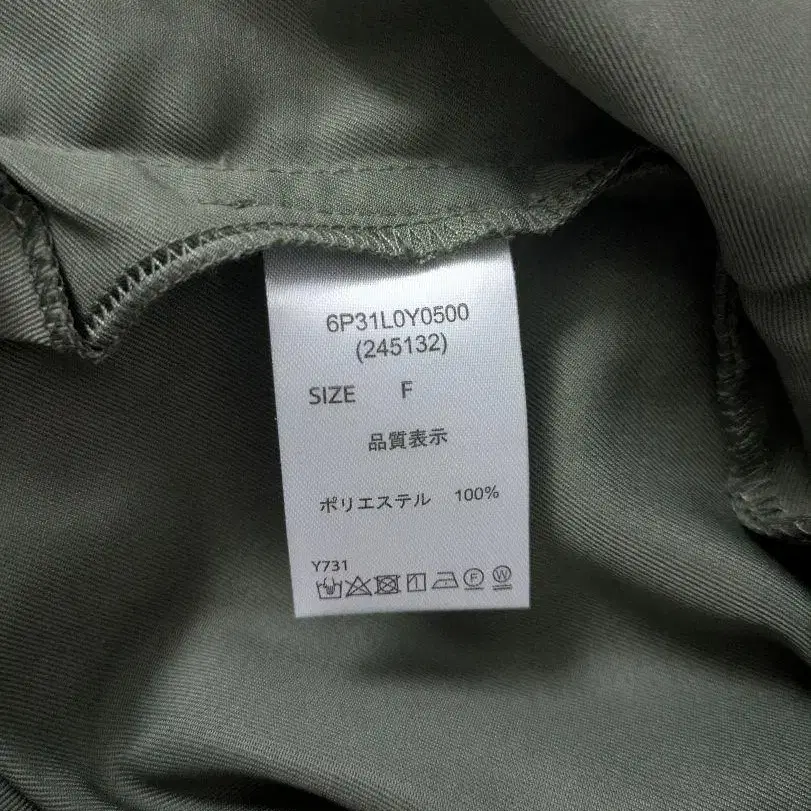 6P31L0Y0500
(245132)
SIZE F
品質表示
ポリエステル 100%
Y731
F W